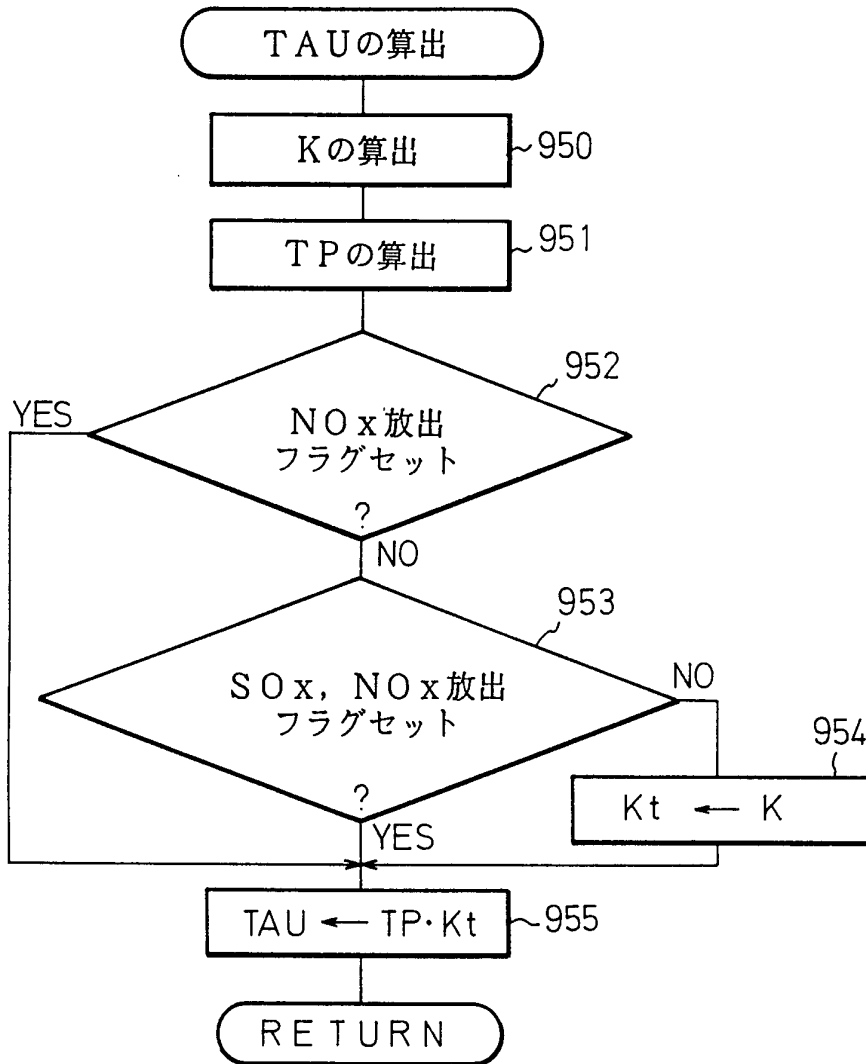 TAUの算出
Kの算出
950
TPの算出
951
952
YES
NOx放出
フラグセット
?
NO
953
SOx, NOx放出
フラグセット
?
NO
954
Kt ← K
YES
TAU ← TP・Kt
955
RETURN